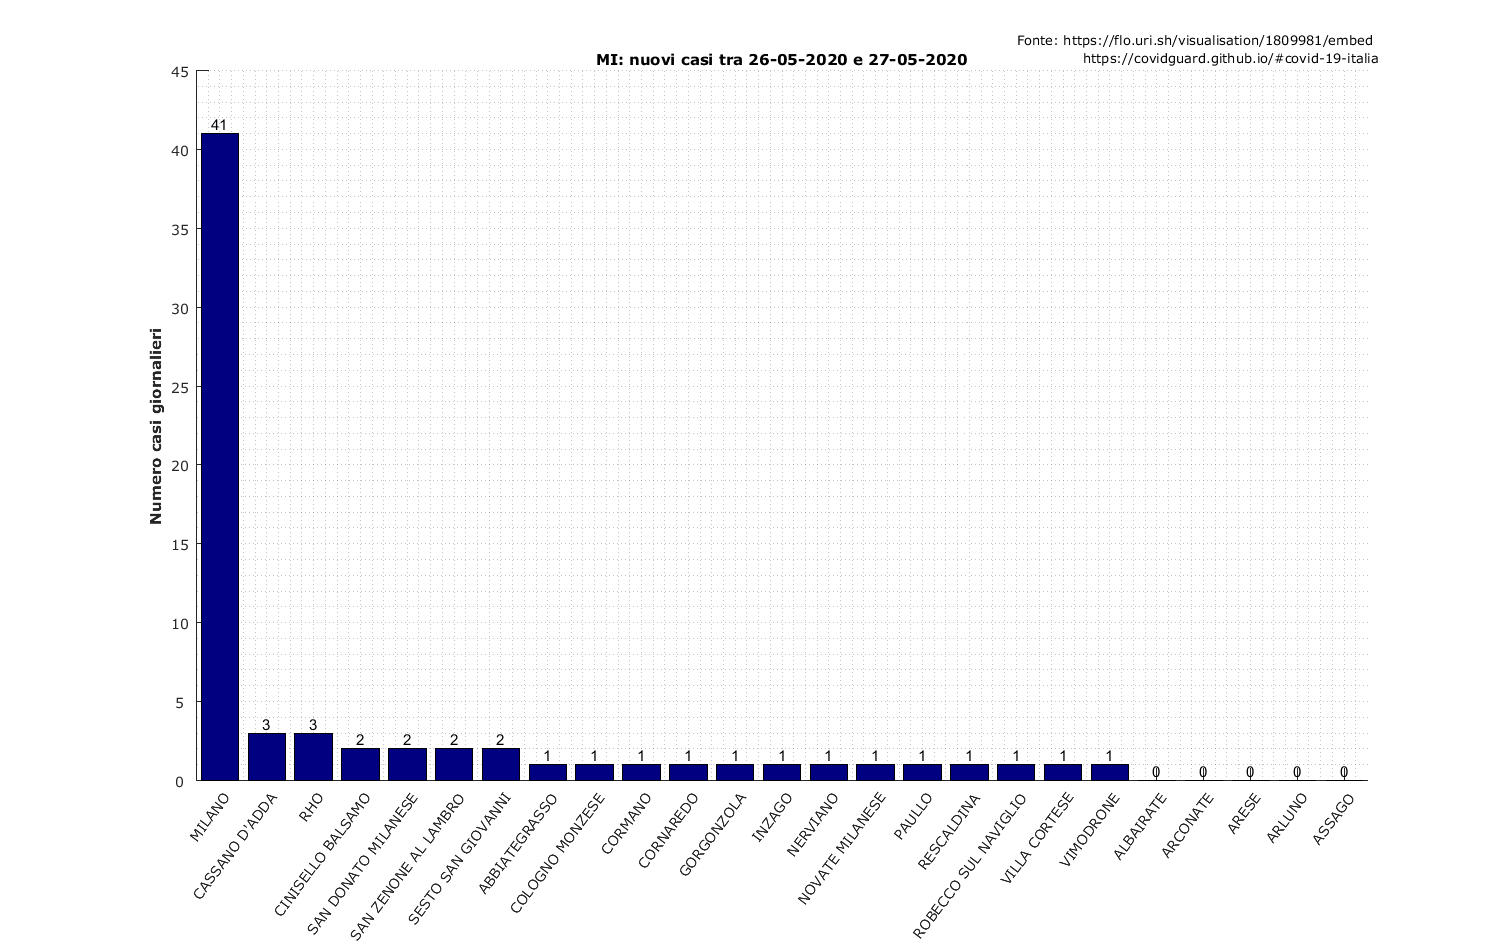 Fonte: https://flo.uri.sh/visualisation/1809981/embed
https://covidguard.github.io/#covid-19-italia
MI: nuovi casi tra 26-05-2020 e 27-05-2020
Numero casi giornalieri
45
40
35
30
25
20
15
10
5
0
41
3
3
2
2
2
2
1
1
1
1
1
1
1
1
1
1
1
1
1
0
0
0
0
0
MILANO
CASSANO D'ADDA
RHO
CINISELLO BALSAMO
SAN DONATO MILANESE
SAN ZENONE AL LAMBRO
SESTO SAN GIOVANNI
ABBIATEGRASSO
COLOGNO MONZESE
CORMANO
CORNAREDO
GORGONZOLA
INZAGO
NERVIANO
NOVATE MILANESE
PAULLO
RESCALDINA
ROBECCO SUL NAVIGLIO
VILLA CORTESE
VIMODRONE
ALBAIRATE
ARCONATE
ARESE
ARLUNO
ASSAGO